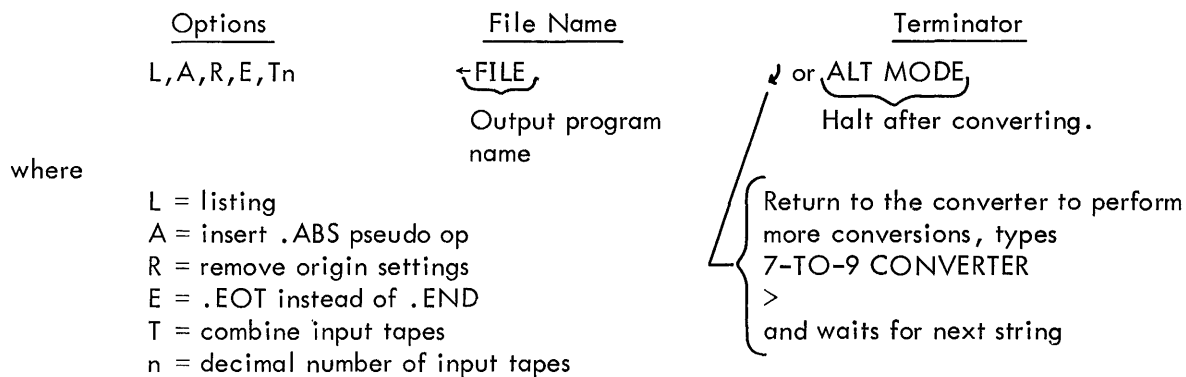 Options File Name Terminator
L,A,R,E,Tn ←FILE ↲ or ALT MODE
Output program Halt after converting.
name
where
L = listing
A = insert .ABS pseudo op
R = remove origin settings
E = .EOT instead of .END
T = combine input tapes
n = decimal number of input tapes
Return to the converter to perform
more conversions, types
7-TO-9 CONVERTER
>
and waits for next string